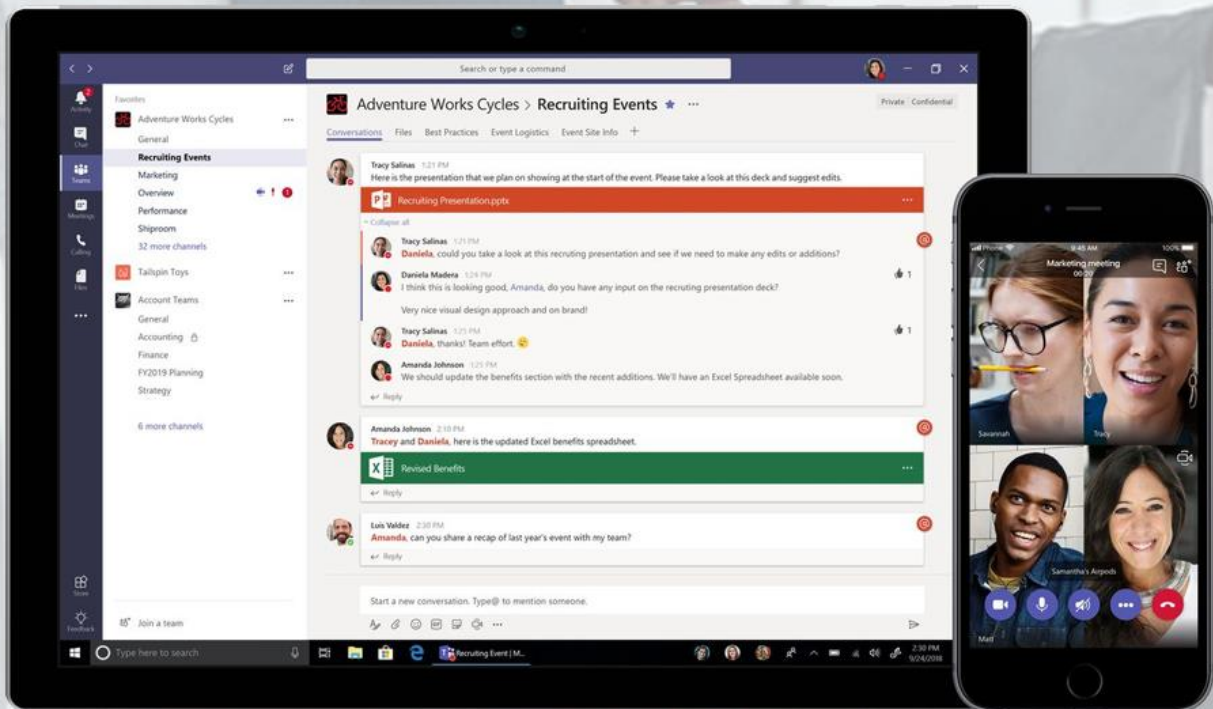 Search or type a command
2
Activity
Chat
Teams
Meetings
Calling
Files
Store
Feedback
Favorites
Adventure Works Cycles
General
Recruiting Events
Marketing
Overview
! 1
Performance
Shiproom
32 more channels
Tailspin Toys
Account Teams
General
Accounting
Finance
FY2019 Planning
Strategy
6 more channels
Join a team
Adventure Works Cycles > Recruiting Events
Private Confidential
Conversations Files Best Practices Event Logistics Event Site Info +
Tracy Salinas 1:21 PM
Here is the presentation that we plan on showing at the start of the event. Please take a look at this deck and suggest edits.
Recruiting Presentation.pptx
Collapse all
Tracy Salinas 1:21 PM
Daniela, could you take a look at this recruting presentation and see if we need to make any edits or additions?
Daniela Madera 1:24 PM
1
I think this is looking good, Amanda, do you have any input on the recruting presentation deck?
Very nice visual design approach and on brand!
Tracy Salinas 1:25 PM
1
Daniela, thanks! Team effort.
Amanda Johnson 1:25 PM
We should update the benefits section with the recent additions. We'll have an Excel Spreadsheet available soon.
Reply
Amanda Johnson 2:10 PM
Tracey and Daniela, here is the updated Excel benefits spreadsheet.
Revised Benefits
Reply
Luis Valdez 2:30 PM
Amanda, can you share a recap of last year's event with my team?
Reply
Start a new conversation. Type@ to mention someone.
GIF
Type here to search
Recruiting Event | M...
2:30 PM
9/24/2018
Phone
9:45 AM
100%
Marketing meeting
00:20
Savannah
Tracy
Samantha's Airpods
Matt